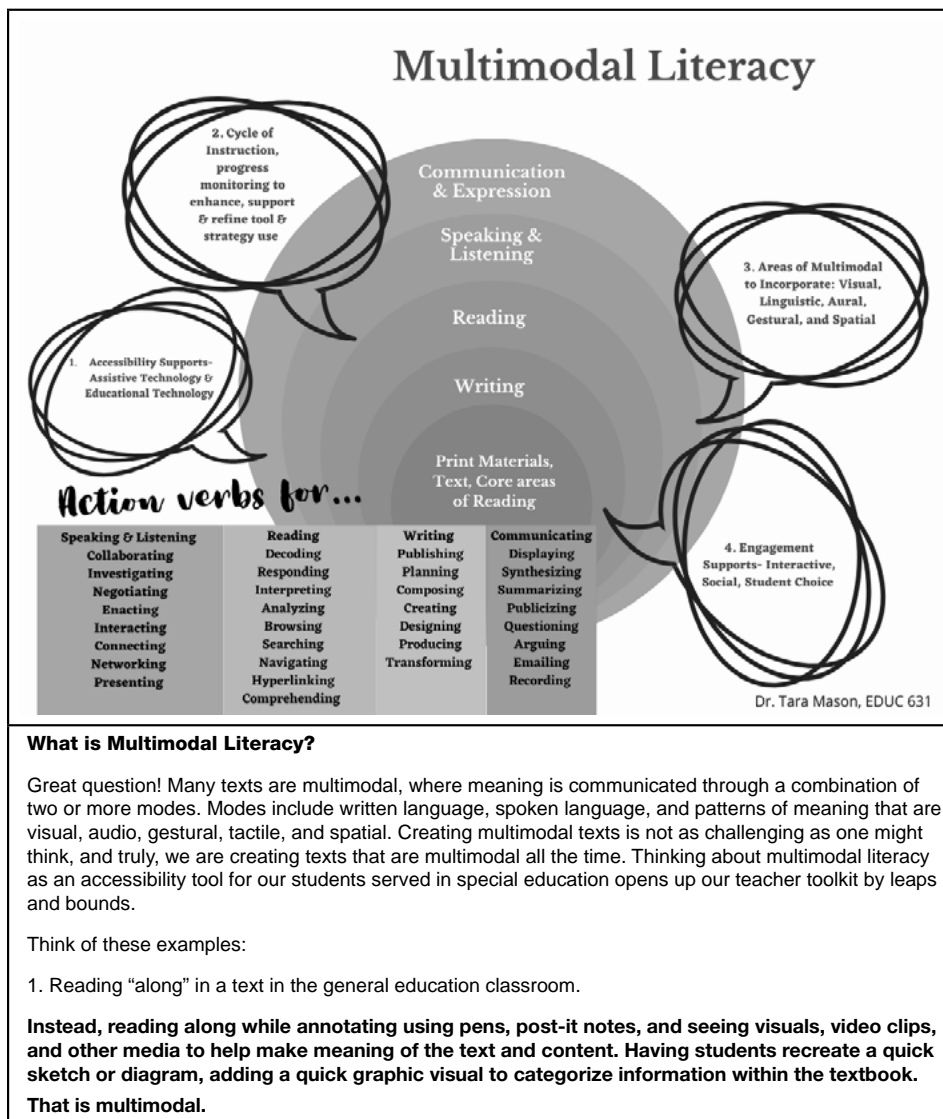 Multimodal Literacy
2. Cycle of
Instruction,
progress
monitoring to
enhance, support
& refine tool &
strategy use
Communication
& Expression
Speaking &
Listening
Reading
Writing
Print Materials,
Text, Core areas
of Reading
3. Areas of Multimodal
to Incorporate: Visual,
Linguistic, Aural,
Gestural, and Spatial
1. Accessibility Supports-
Assistive Technology &
Educational Technology
4. Engagement
Supports- Interactive,
Social, Student Choice
Action verbs for...
Speaking & Listening
Collaborating
Investigating
Negotiating
Enacting
Interacting
Connecting
Networking
Presenting
Reading
Decoding
Responding
Interpreting
Analyzing
Browsing
Searching
Navigating
Hyperlinking
Comprehending
Writing
Publishing
Planning
Composing
Creating
Designing
Producing
Transforming
Communicating
Displaying
Synthesizing
Summarizing
Publicizing
Questioning
Arguing
Emailing
Recording
Dr. Tara Mason, EDUC 631
What is Multimodal Literacy?
Great question! Many texts are multimodal, where meaning is communicated through a combination of
two or more modes. Modes include written language, spoken language, and patterns of meaning that are
visual, audio, gestural, tactile, and spatial. Creating multimodal texts is not as challenging as one might
think, and truly, we are creating texts that are multimodal all the time. Thinking about multimodal literacy
as an accessibility tool for our students served in special education opens up our teacher toolkit by leaps
and bounds.
Think of these examples:
1. Reading “along” in a text in the general education classroom.
Instead, reading along while annotating using pens, post-it notes, and seeing visuals, video clips,
and other media to help make meaning of the text and content. Having students recreate a quick
sketch or diagram, adding a quick graphic visual to categorize information within the textbook.
That is multimodal.